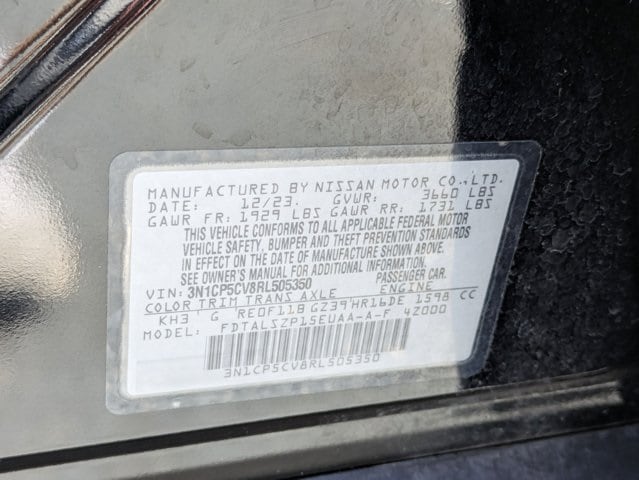 MANUFACTURED BY NISSAN MOTOR CO., LTD.
DATE: 12/23. GVWR: 3660 LBS
GAWR FR: 1929 LBS GAWR RR: 1731 LBS
THIS VEHICLE CONFORMS TO ALL APPLICABLE FEDERAL MOTOR
VEHICLE SAFETY, BUMPER AND THEFT PREVENTION STANDARDS
IN EFFECT ON THE DATE OF MANUFACTURE SHOWN ABOVE.
SEE OWNER'S MANUAL FOR ADDITIONAL INFORMATION.
VIN: 3N1CP5CV8RL505350 PASSENGER CAR.
COLOR TRIM TRANS AXLE ENGINE
KH3 G RE0F11B GZ39 HR16DE 1598 CC
MODEL: FDTALSZP15EUAA-A-F 4Z000
3N1CP5CV8RL505350